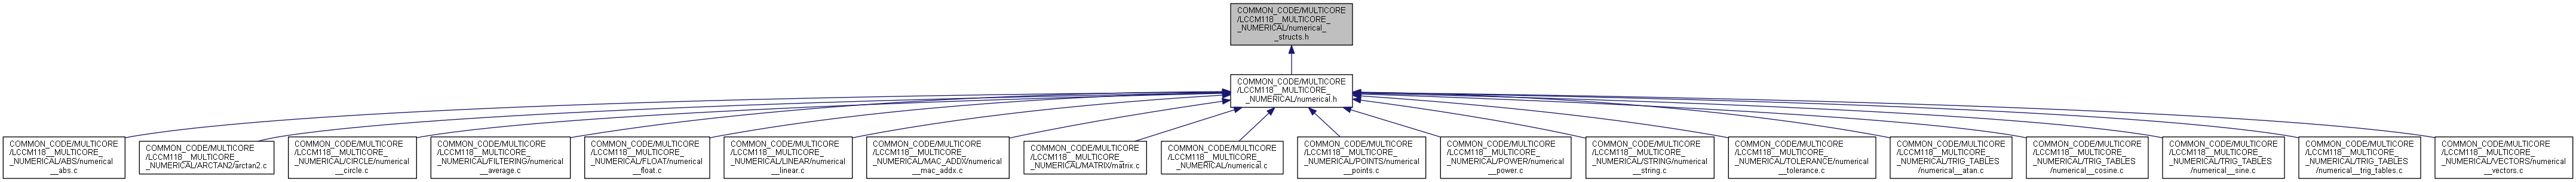 COMMON_CODE/MULTICORE
/LCCM118__MULTICORE_
_NUMERICAL/numerical_
_structs.h
COMMON_CODE/MULTICORE
/LCCM118__MULTICORE_
_NUMERICAL/numerical.h
COMMON_CODE/MULTICORE
/LCCM118__MULTICORE_
_NUMERICAL/ABS/numerical
__abs.c
COMMON_CODE/MULTICORE
/LCCM118__MULTICORE_
_NUMERICAL/ARCTAN2/arctan2.c
COMMON_CODE/MULTICORE
/LCCM118__MULTICORE_
_NUMERICAL/CIRCLE/numerical
__circle.c
COMMON_CODE/MULTICORE
/LCCM118__MULTICORE_
_NUMERICAL/FILTERING/numerical
__average.c
COMMON_CODE/MULTICORE
/LCCM118__MULTICORE_
_NUMERICAL/FLOAT/numerical
__float.c
COMMON_CODE/MULTICORE
/LCCM118__MULTICORE_
_NUMERICAL/LINEAR/numerical
__linear.c
COMMON_CODE/MULTICORE
/LCCM118__MULTICORE_
_NUMERICAL/MAC_ADDX/numerical
__mac_addx.c
COMMON_CODE/MULTICORE
/LCCM118__MULTICORE_
_NUMERICAL/MATRIX/matrix.c
COMMON_CODE/MULTICORE
/LCCM118__MULTICORE_
_NUMERICAL/numerical.c
COMMON_CODE/MULTICORE
/LCCM118__MULTICORE_
_NUMERICAL/POINTS/numerical
__points.c
COMMON_CODE/MULTICORE
/LCCM118__MULTICORE_
_NUMERICAL/POWER/numerical
__power.c
COMMON_CODE/MULTICORE
/LCCM118__MULTICORE_
_NUMERICAL/STRING/numerical
__string.c
COMMON_CODE/MULTICORE
/LCCM118__MULTICORE_
_NUMERICAL/TOLERANCE/numerical
__tolerance.c
COMMON_CODE/MULTICORE
/LCCM118__MULTICORE_
_NUMERICAL/TRIG_TABLES
/numerical__atan.c
COMMON_CODE/MULTICORE
/LCCM118__MULTICORE_
_NUMERICAL/TRIG_TABLES
/numerical__cosine.c
COMMON_CODE/MULTICORE
/LCCM118__MULTICORE_
_NUMERICAL/TRIG_TABLES
/numerical__sine.c
COMMON_CODE/MULTICORE
/LCCM118__MULTICORE_
_NUMERICAL/TRIG_TABLES
/numerical__trig_tables.c
COMMON_CODE/MULTICORE
/LCCM118__MULTICORE_
_NUMERICAL/VECTORS/numerical
__vectors.c